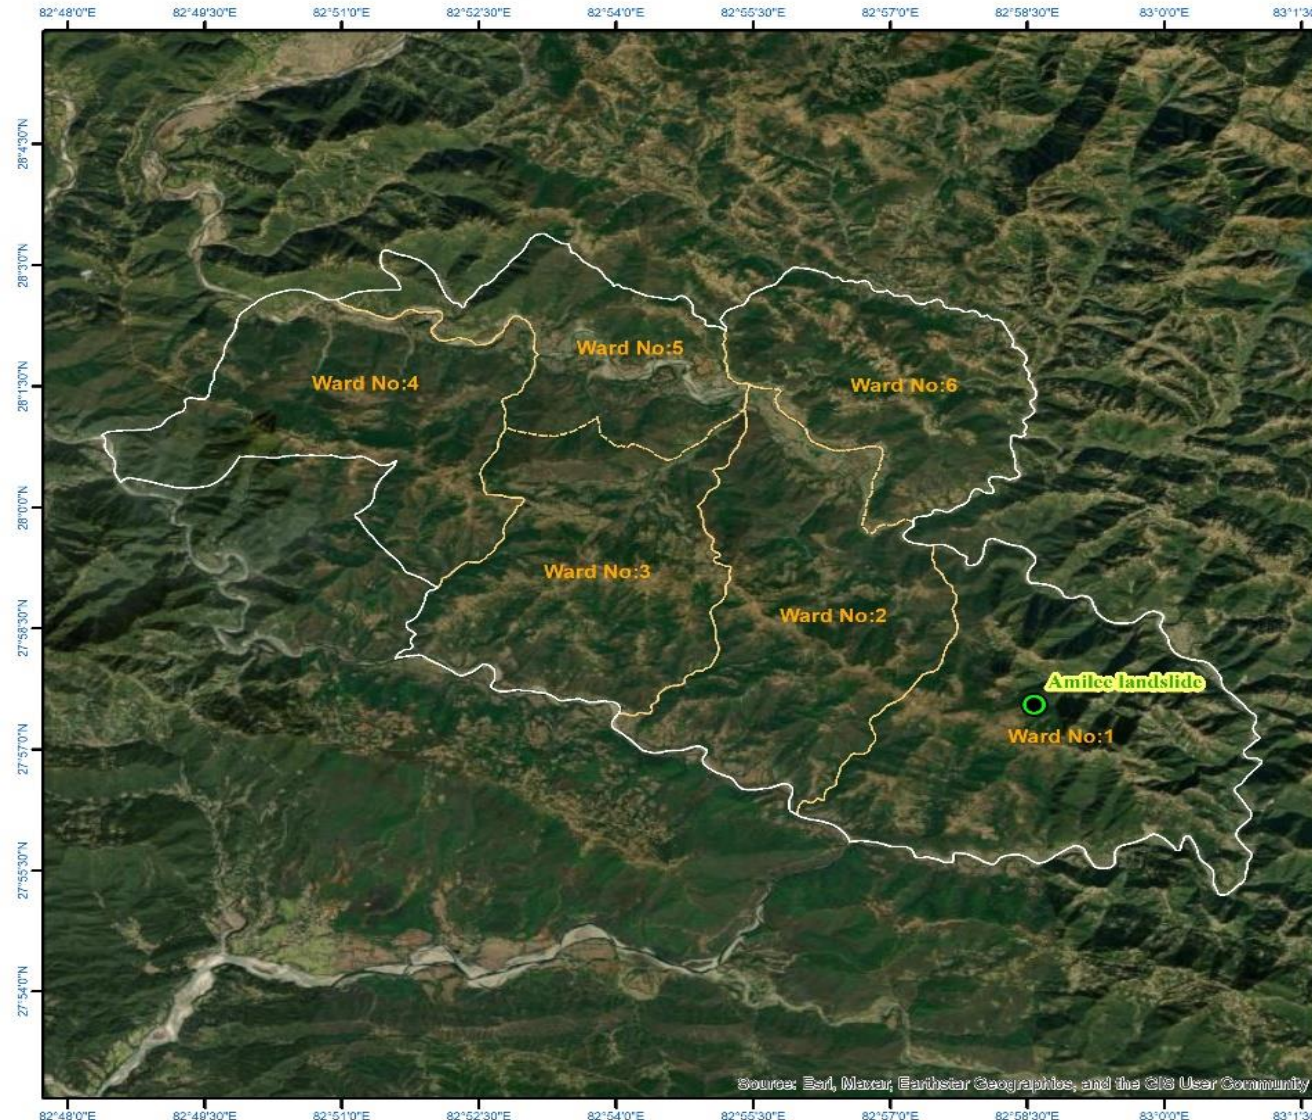 82°48'0"E 82°49'30"E 82°51'0"E 82°52'30"E 82°54'0"E 82°55'30"E 82°57'0"E 82°58'30"E 83°0'0"E
28°4'30"N
28°3'0"N
Ward No:5
Ward No:4
Ward No:6
28°1'30"N
28°0'0"N
Ward No:3
Ward No:2
27°58'30"N
Amilee landslide
Ward No:1
27°57'0"N
27°55'30"N
27°54'0"N
Source: Esri, Maxar, Earthstar Geographics, and the GIS User Community
82°48'0"E 82°49'30"E 82°51'0"E 82°52'30"E 82°54'0"E 82°55'30"E 82°57'0"E 82°58'30"E 83°0'0"E